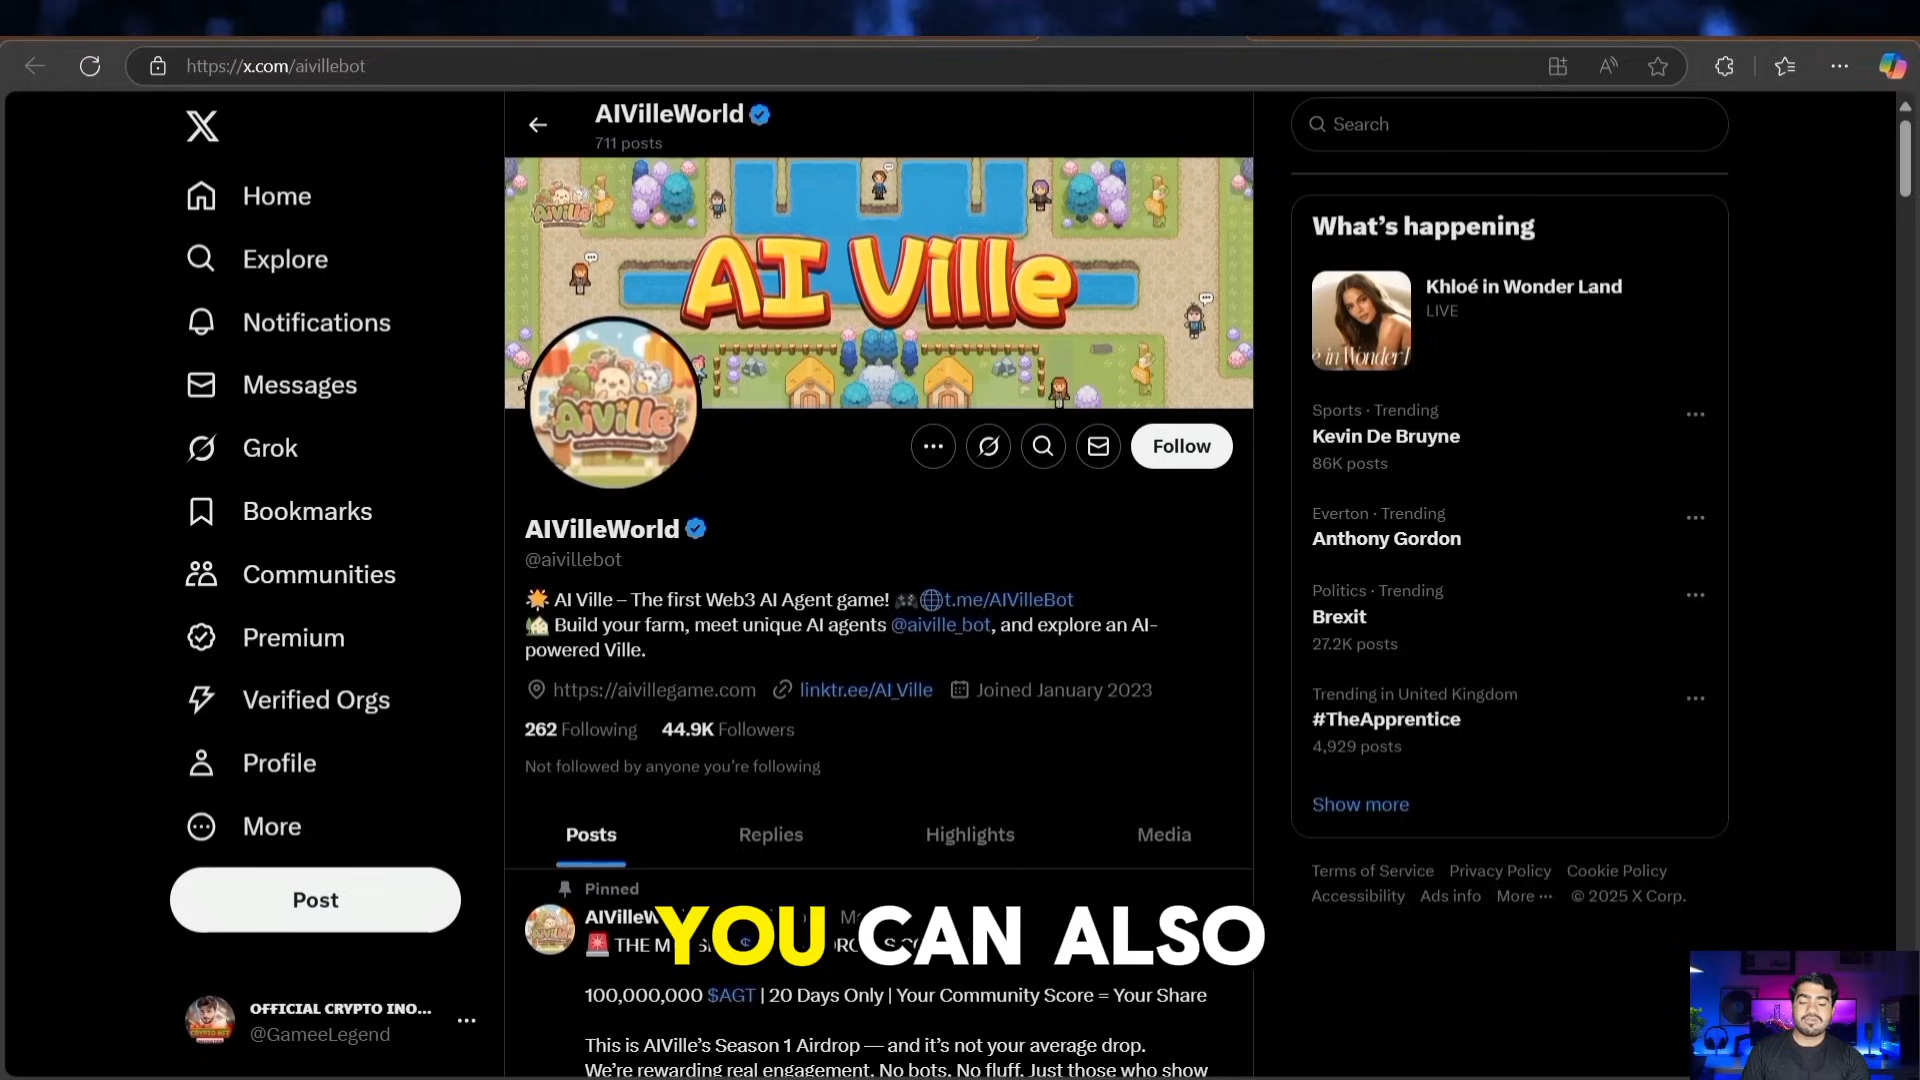 https://x.com/aivillebot
Home
Explore
Notifications
Messages
Grok
Bookmarks
Communities
Premium
Verified Orgs
Profile
More
Post
OFFICIAL CRYPTO INO...
@GameeLegend
AIVilleWorld
711 posts
AI Ville
AiVille
Follow
AIVilleWorld
@aivillebot
AI Ville – The first Web3 AI Agent game! t.me/AIVilleBot
Build your farm, meet unique AI agents @aiville_bot, and explore an AI-
powered Ville.
https://aivillegame.com linktr.ee/AI_Ville Joined January 2023
262 Following 44.9K Followers
Not followed by anyone you’re following
Posts Replies Highlights Media
Pinned
YOU CAN ALSO
100,000,000 $AGT | 20 Days Only | Your Community Score = Your Share
This is AIVille’s Season 1 Airdrop — and it’s not your average drop.
We’re rewarding real engagement. No bots. No fluff. Just those who show
Search
What’s happening
Khloé in Wonder Land
LIVE
Sports · Trending
Kevin De Bruyne
86K posts
Everton · Trending
Anthony Gordon
Politics · Trending
Brexit
27.2K posts
Trending in United Kingdom
#TheApprentice
4,929 posts
Show more
Terms of Service Privacy Policy Cookie Policy
Accessibility Ads info More ··· © 2025 X Corp.